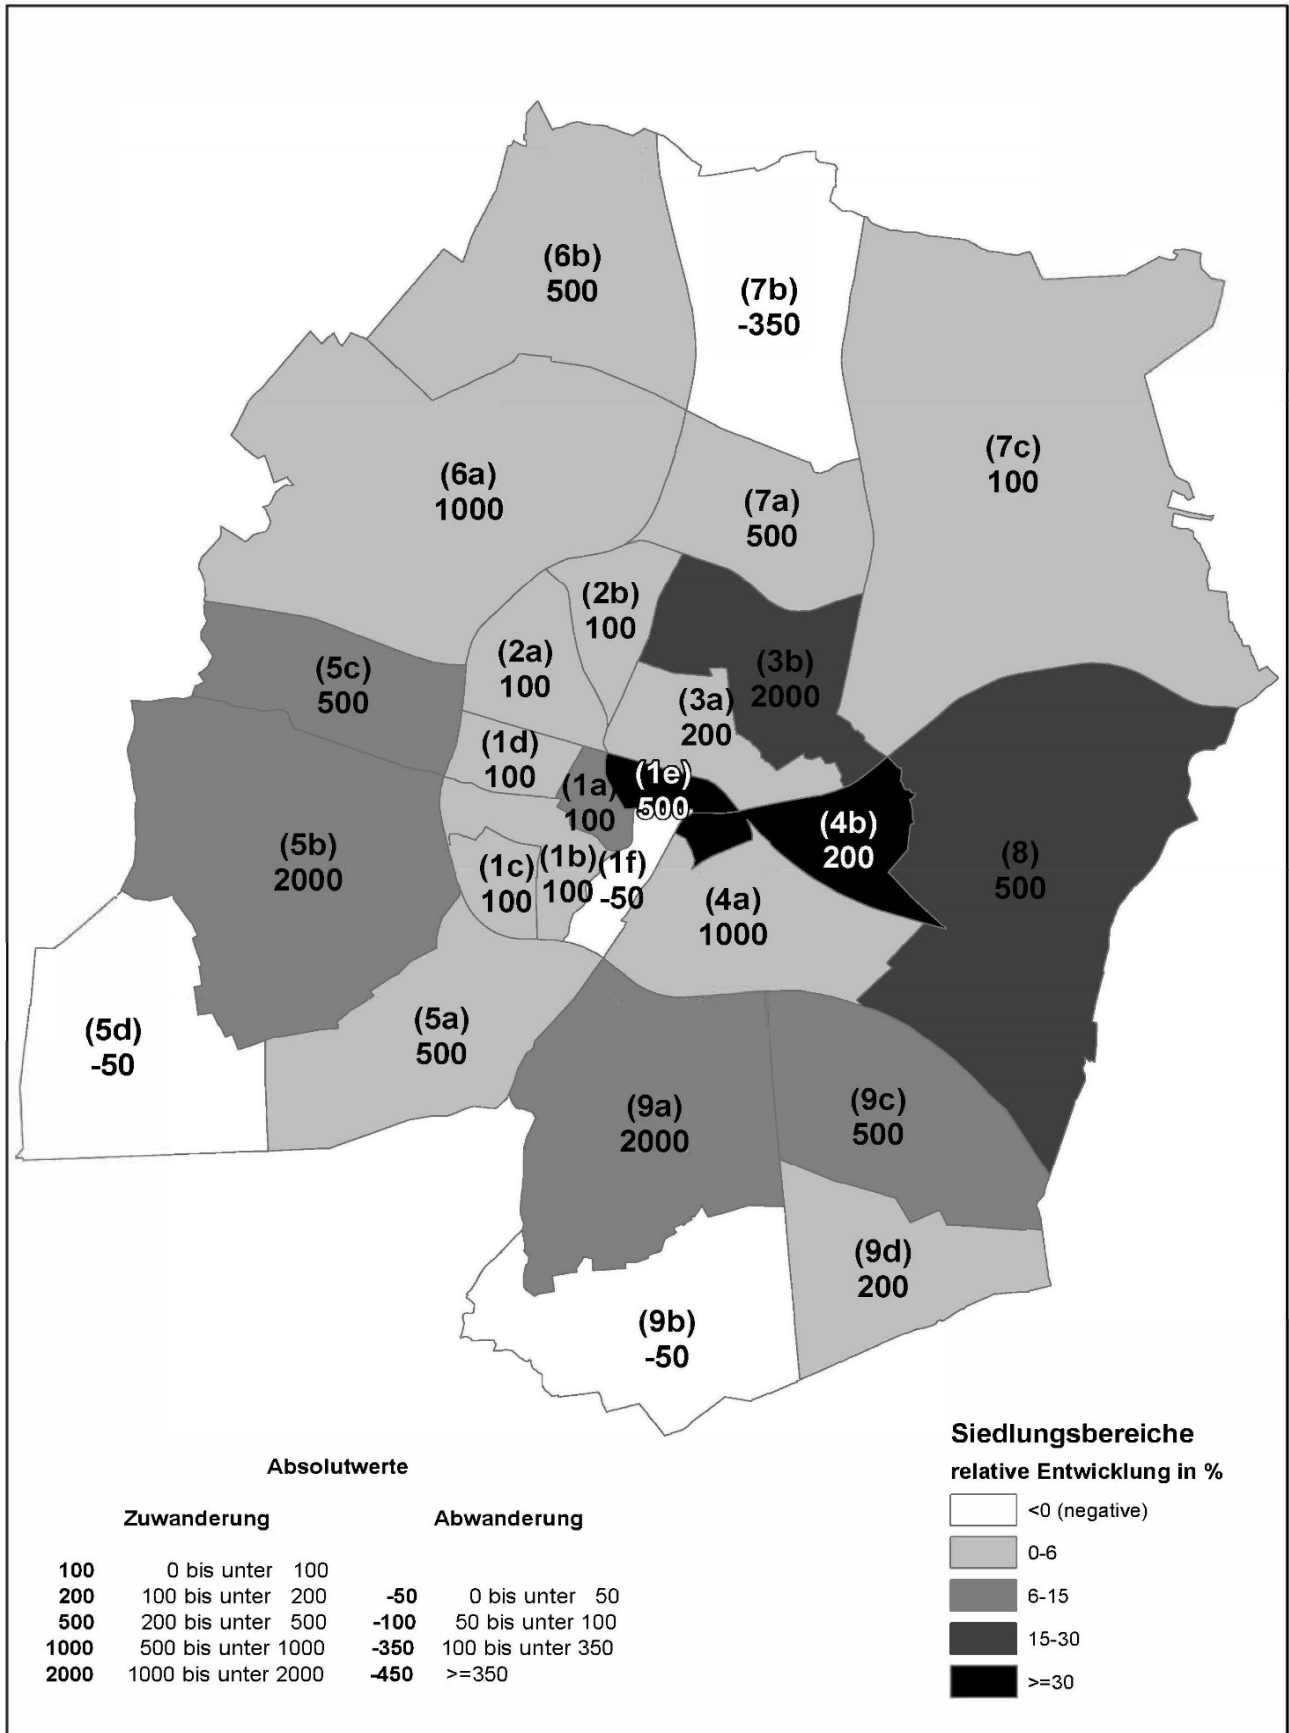 (6b)
500
(7b)
-350
(7c)
100
(6a)
1000
(7a)
500
(2b)
100
(2a)
100
(3b)
2000
(5c)
500
(3a)
200
(1d)
100
(1e)
500
(1a)
100
(4b)
200
(5b)
2000
(1c)
100
(1b)
100
(1f)
-50
(8)
500
(4a)
1000
(5d)
-50
(5a)
500
(9a)
2000
(9c)
500
(9d)
200
(9b)
-50
Absolutwerte
Zuwanderung Abwanderung
100 0 bis unter 100
200 100 bis unter 200 -50 0 bis unter 50
500 200 bis unter 500 -100 50 bis unter 100
1000 500 bis unter 1000 -350 100 bis unter 350
2000 1000 bis unter 2000 -450 >=350
Siedlungsbereiche
relative Entwicklung in %
<0 (negative)
0-6
6-15
15-30
>=30